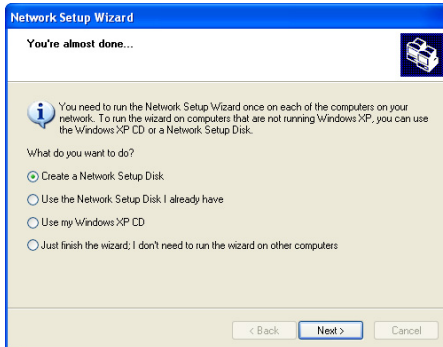 Network Setup Wizard
You're almost done...
You need to run the Network Setup Wizard once on each of the computers on your
network. To run the wizard on computers that are not running Windows XP, you can use
the Windows XP CD or a Network Setup Disk.
What do you want to do?
Create a Network Setup Disk
Use the Network Setup Disk I already have
Use my Windows XP CD
Just finish the wizard; I don't need to run the wizard on other computers
< Back Next > Cancel